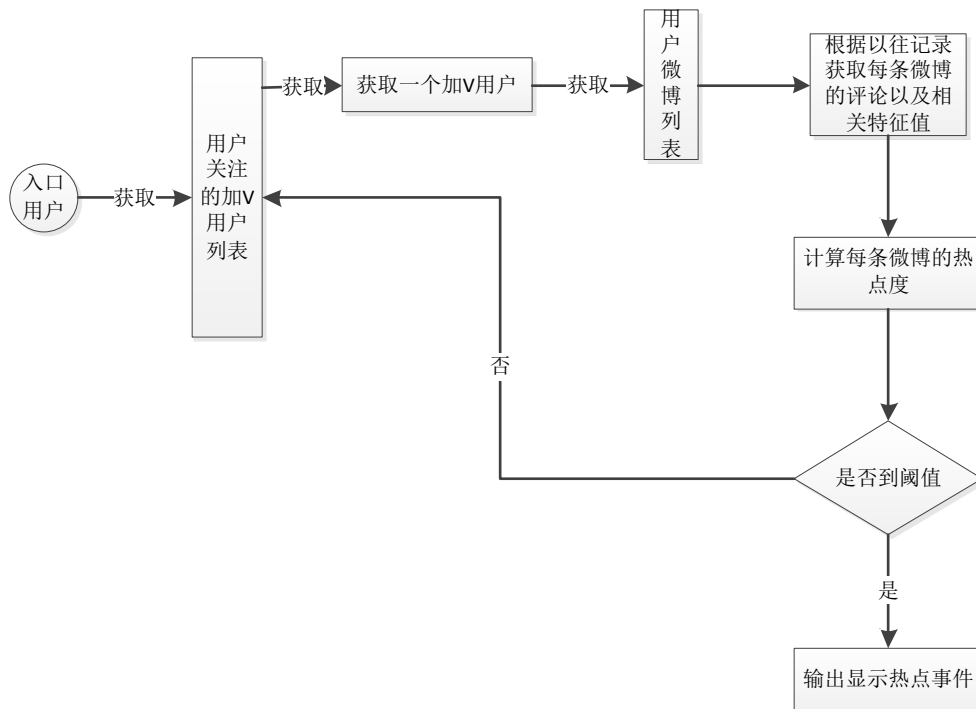 入口
用户
获取
用户
关注
的加V
用户
列表
获取
获取一个加V用户
获取
用
户
微
博
列
表
根据以往记录
获取每条微博
的评论以及相
关特征值
计算每条微博的热
点度
是否到阈值
否
是
输出显示热点事件